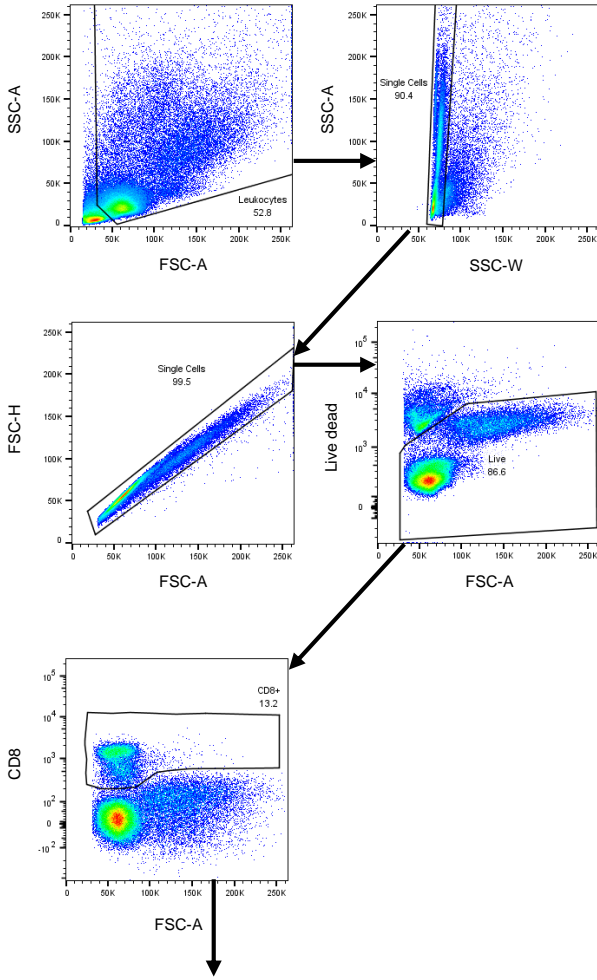 SSC-A
250K
200K
150K
100K
50K
0
Leukocytes
52.8
0 50K 100K 150K 200K 250K
FSC-A
SSC-A
250K
200K
150K
100K
50K
0
Single Cells
90.4
0 50K 100K 150K 200K 250K
SSC-W
FSC-H
250K
200K
150K
100K
50K
0
Single Cells
99.5
0 50K 100K 150K 200K 250K
FSC-A
Live dead
10^5
10^4
10^3
0
Live
86.6
0 50K 100K 150K 200K 250K
FSC-A
CD8
10^5
10^4
10^3
10^2
0
-10^2
CD8+
13.2
0 50K 100K 150K 200K 250K
FSC-A